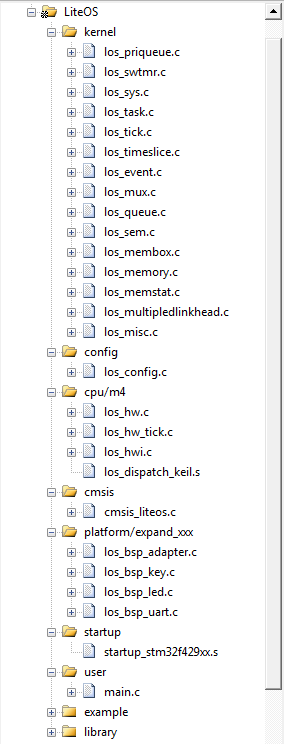 LiteOS
kernel
los_priqueue.c
los_swtmr.c
los_sys.c
los_task.c
los_tick.c
los_timeslice.c
los_event.c
los_mux.c
los_queue.c
los_sem.c
los_membox.c
los_memory.c
los_memstat.c
los_multipledlinkhead.c
los_misc.c
config
los_config.c
cpu/m4
los_hw.c
los_hw_tick.c
los_hwi.c
los_dispatch_keil.s
cmsis
cmsis_liteos.c
platform/expand_xxx
los_bsp_adapter.c
los_bsp_key.c
los_bsp_led.c
los_bsp_uart.c
startup
startup_stm32f429xx.s
user
main.c
example
library